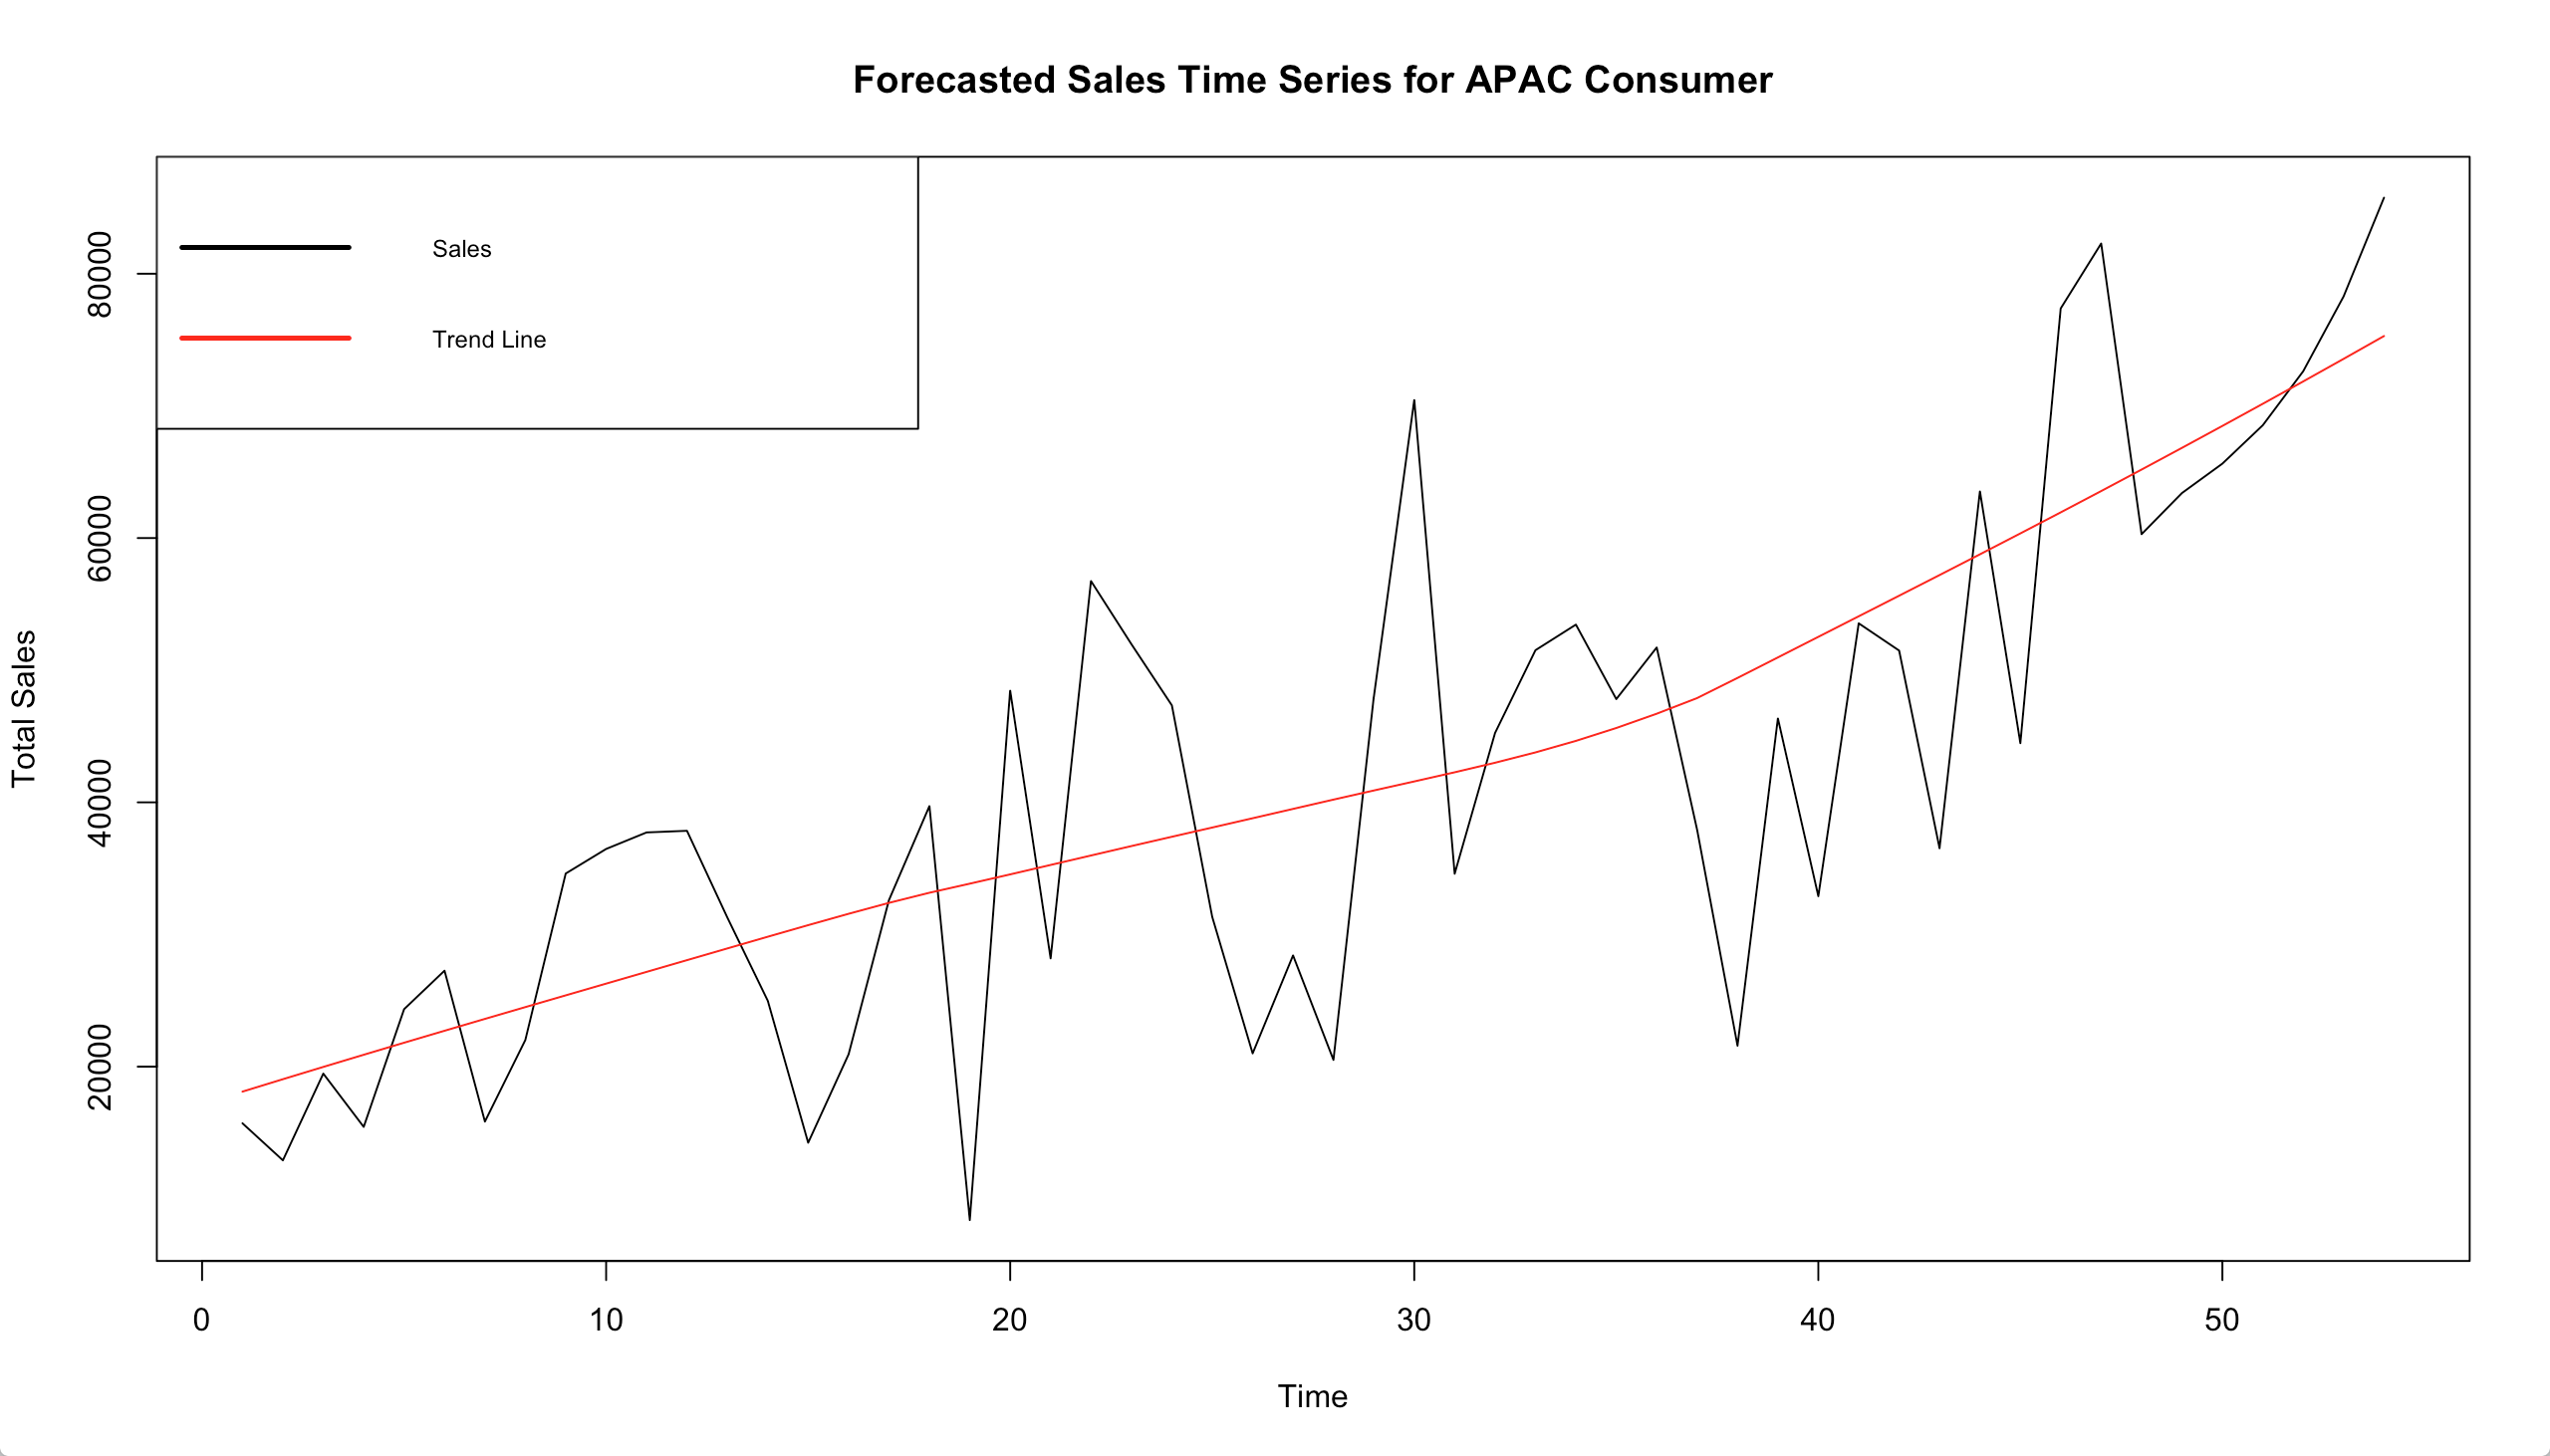 Forecasted Sales Time Series for APAC Consumer
Sales
Trend Line
80000
60000
40000
20000
Total Sales
0 10 20 30 40 50
Time